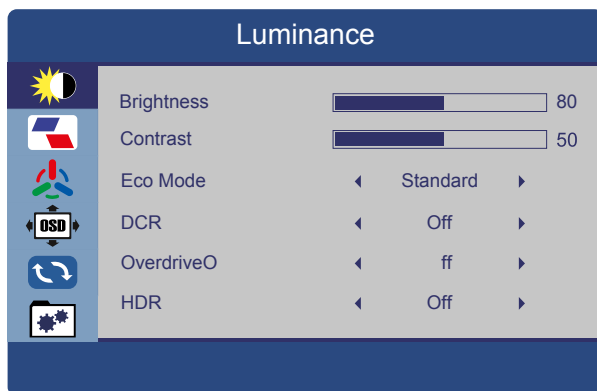 Luminance
Brightness 80
Contrast 50
Eco Mode Standard
DCR Off
OSD
OverdriveO ff
HDR Off